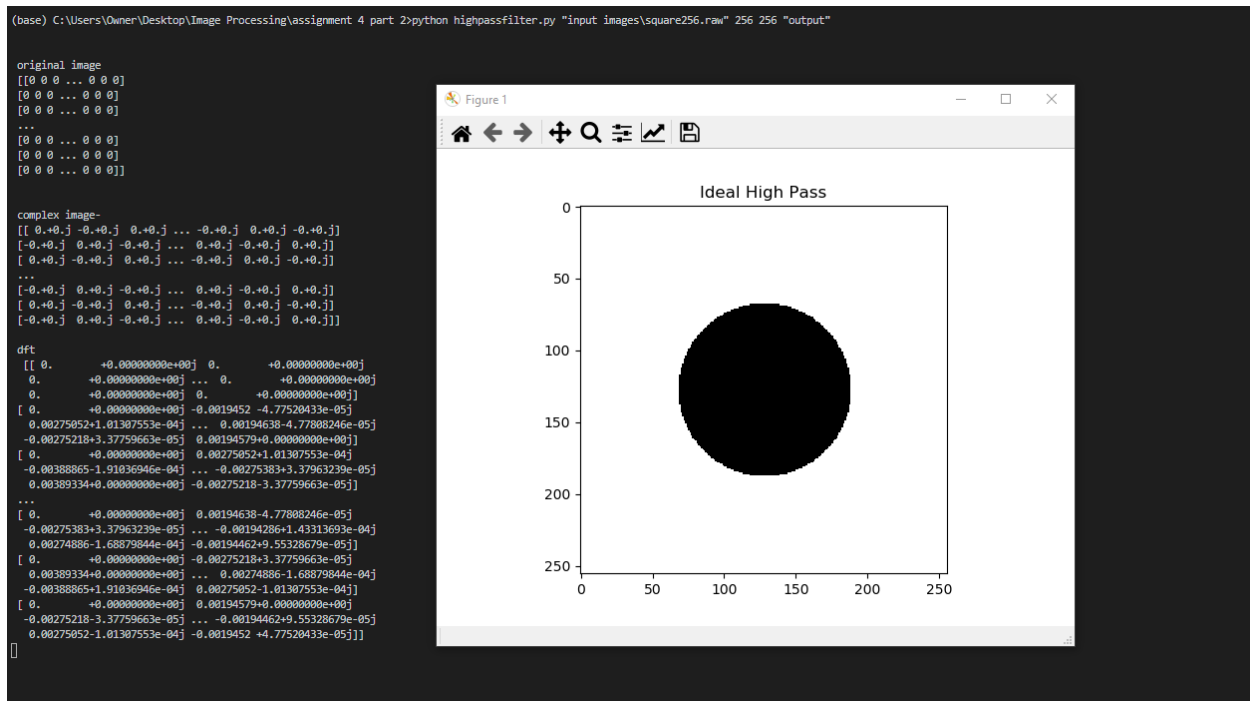 (base) C:\Users\Owner\Desktop\Image Processing\assignment 4 part 2>python highpassfilter.py "input images\square256.raw" 256 256 "output"
original image
[[0 0 0 ... 0 0 0]
[0 0 0 ... 0 0 0]
[0 0 0 ... 0 0 0]
...
[0 0 0 ... 0 0 0]
[0 0 0 ... 0 0 0]
[0 0 0 ... 0 0 0]]
complex image-
[[ 0.+0.j -0.+0.j  0.+0.j ... -0.+0.j  0.+0.j -0.+0.j]
[-0.+0.j  0.+0.j -0.+0.j ...  0.+0.j -0.+0.j  0.+0.j]
[ 0.+0.j -0.+0.j  0.+0.j ... -0.+0.j  0.+0.j -0.+0.j]
...
[-0.+0.j  0.+0.j -0.+0.j ...  0.+0.j -0.+0.j  0.+0.j]
[ 0.+0.j -0.+0.j  0.+0.j ... -0.+0.j  0.+0.j -0.+0.j]
[-0.+0.j  0.+0.j -0.+0.j ...  0.+0.j -0.+0.j  0.+0.j]]
dft
[[ 0.        +0.00000000e+00j  0.        +0.00000000e+00j
0.        +0.00000000e+00j ...  0.        +0.00000000e+00j
0.        +0.00000000e+00j  0.        +0.00000000e+00j]
[ 0.        +0.00000000e+00j -0.0019452 -4.77520433e-05j
0.00275052+1.01307553e-04j ...  0.00194638-4.77808246e-05j
-0.00275218+3.37759663e-05j  0.00194579+0.00000000e+00j]
[ 0.        +0.00000000e+00j  0.00275052+1.01307553e-04j
-0.00388865-1.91036946e-04j ... -0.00275383+3.37963239e-05j
0.00389334+0.00000000e+00j -0.00275218-3.37759663e-05j]
...
[ 0.        +0.00000000e+00j  0.00194638-4.77808246e-05j
-0.00275383+3.37963239e-05j ... -0.00194286+1.43313693e-04j
0.00274886-1.68879844e-04j -0.00194462+9.55328679e-05j]
[ 0.        +0.00000000e+00j -0.00275218+3.37759663e-05j
0.00389334+0.00000000e+00j ...  0.00274886-1.68879844e-04j
-0.00388865+1.91036946e-04j  0.00275052-1.01307553e-04j]
[ 0.        +0.00000000e+00j  0.00194579+0.00000000e+00j
-0.00275218-3.37759663e-05j ... -0.00194462+9.55328679e-05j
0.00275052-1.01307553e-04j -0.0019452 +4.77520433e-05j]]
Figure 1
Ideal High Pass
0
50
100
150
200
250
0 50 100 150 200 250